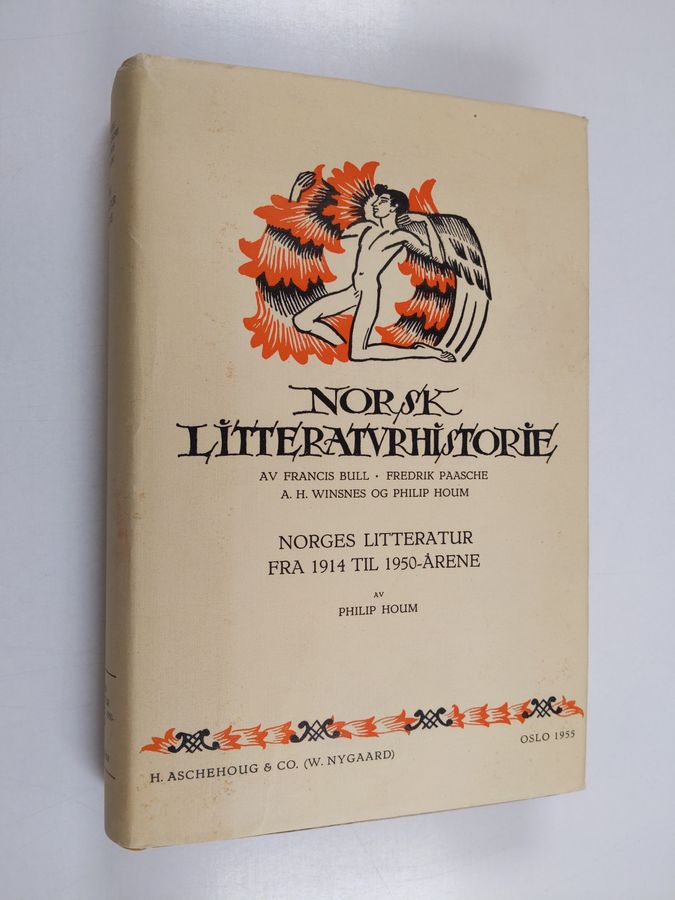 NORSK
LITTERATVRHISTORIE
AV FRANCIS BULL · FREDRIK PAASCHE
A. H. WINSNES OG PHILIP HOUM
NORGES LITTERATUR
FRA 1914 TIL 1950-ÅRENE
AV
PHILIP HOUM
H. ASCHEHOUG & CO. (W. NYGAARD)
OSLO 1955